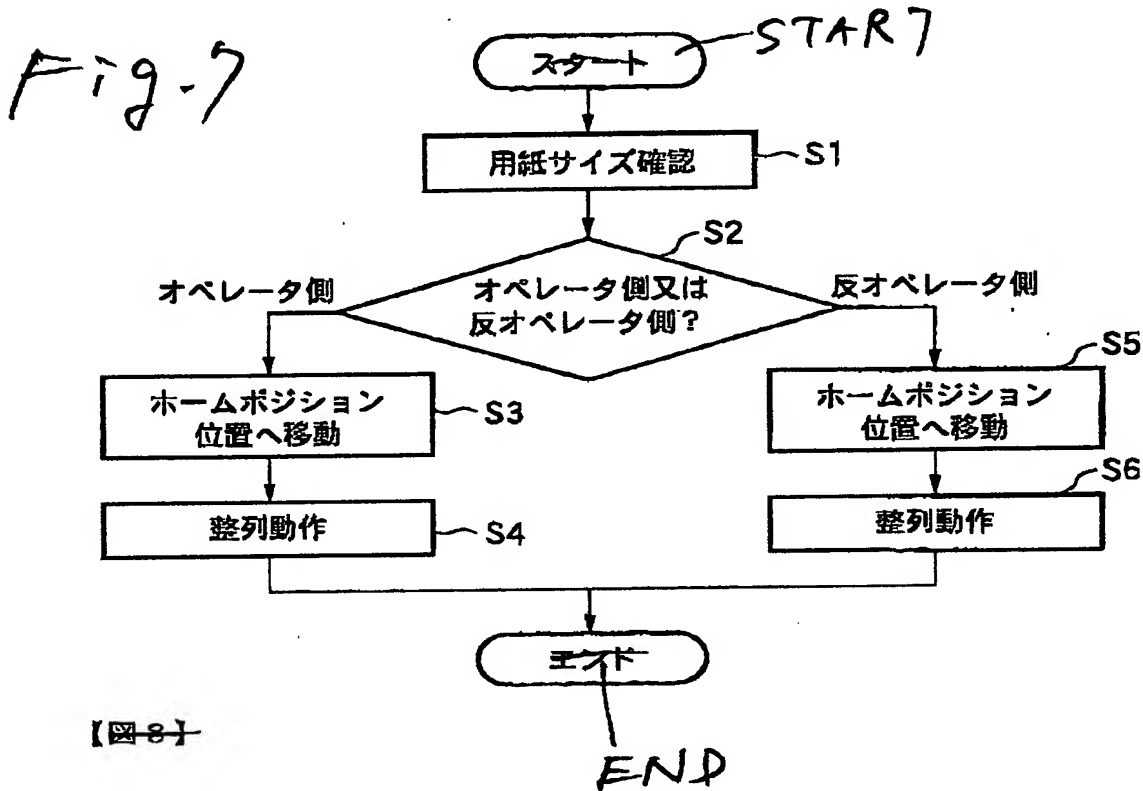 Fig.7
スタート
START
用紙サイズ確認
S1
S2
オペレータ側
オペレータ側又は
反オペレータ側?
反オペレータ側
ホームポジション
位置へ移動
S3
S5
ホームポジション
位置へ移動
整列動作
S4
S6
整列動作
エンド
END
【図8】